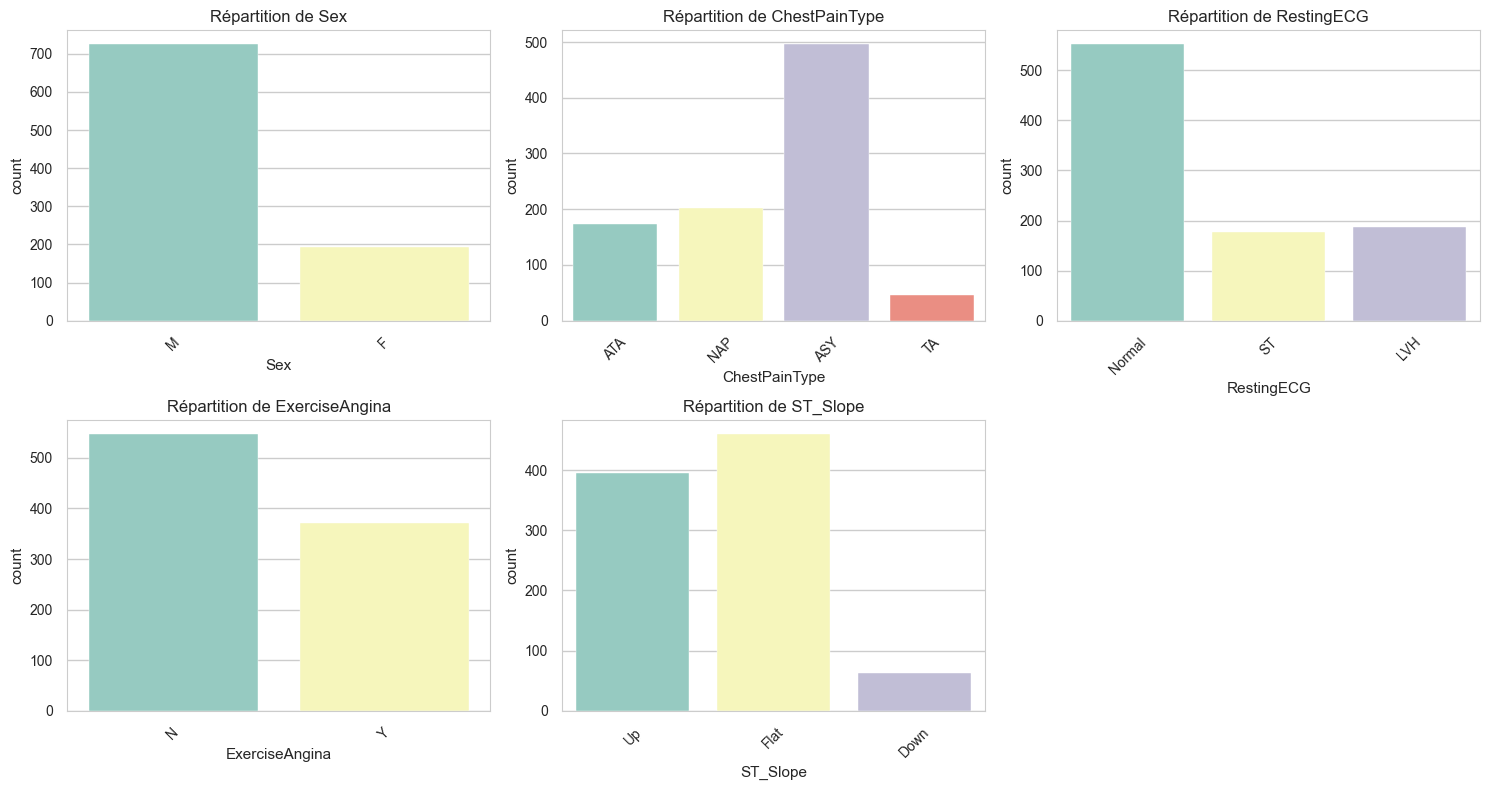 Répartition de Sex
700
600
500
400
300
200
100
0
count
M
F
Sex
Répartition de ChestPainType
500
400
300
200
100
0
count
ATA
NAP
ASY
TA
ChestPainType
Répartition de RestingECG
500
400
300
200
100
0
count
Normal
ST
LVH
RestingECG
Répartition de ExerciseAngina
500
400
300
200
100
0
count
N
Y
ExerciseAngina
Répartition de ST_Slope
400
300
200
100
0
count
Up
Flat
Down
ST_Slope